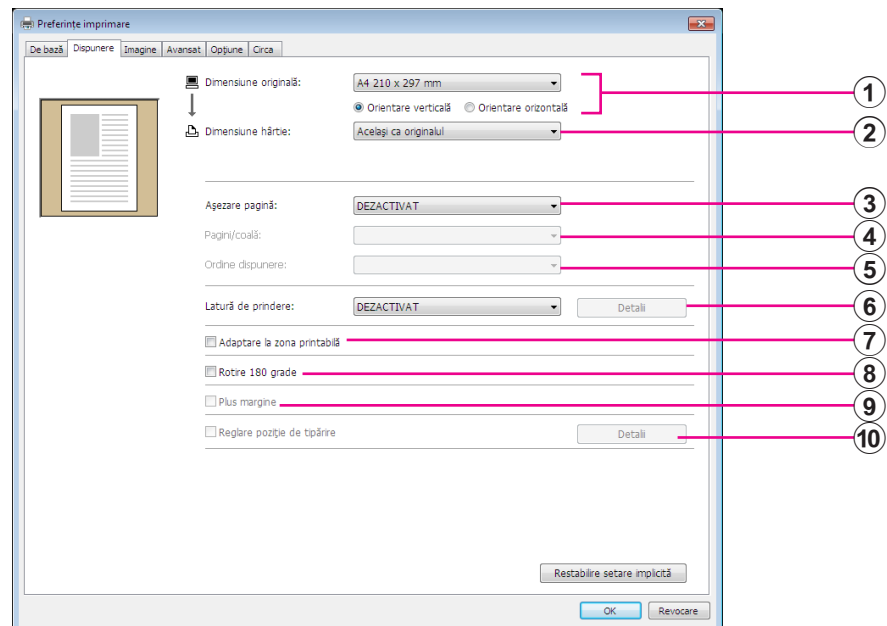 Preferințe imprimare
De bază Dispunere Imagine Avansat Opțiune Circa
Dimensiune originală: A4 210 x 297 mm
1
Orientare verticală Orientare orizontală
Dimensiune hârtie: Același ca originalul
2
Așezare pagină: DEZACTIVAT
3
Pagini/coală:
4
Ordine dispunere:
5
Latură de prindere: DEZACTIVAT Detalii
6
Adaptare la zona printabilă
7
Rotire 180 grade
8
Plus margine
9
Reglare poziție de tipărire Detalii
10
Restabilire setare implicită
OK Revocare